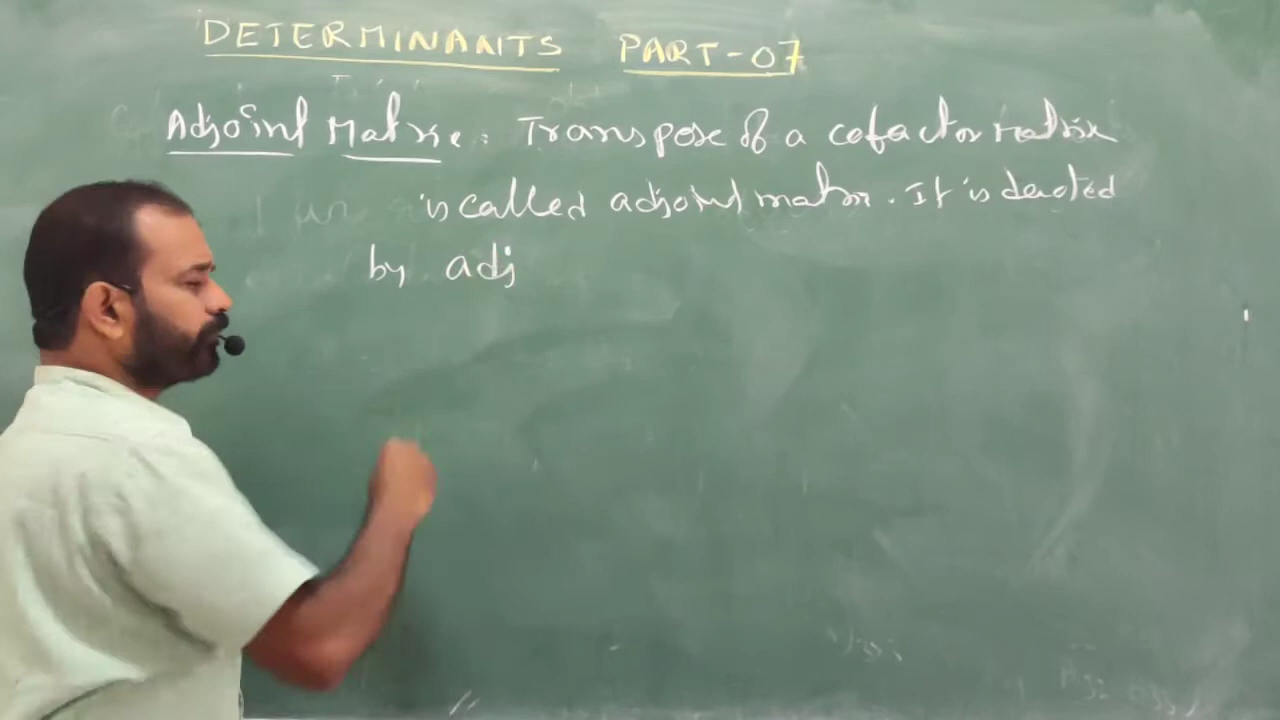 DETERMINANTS PART-07
Adjoint Matrix: Transpose of a cofactor Matrix
is called adjoint matrix. It is denoted
by adj